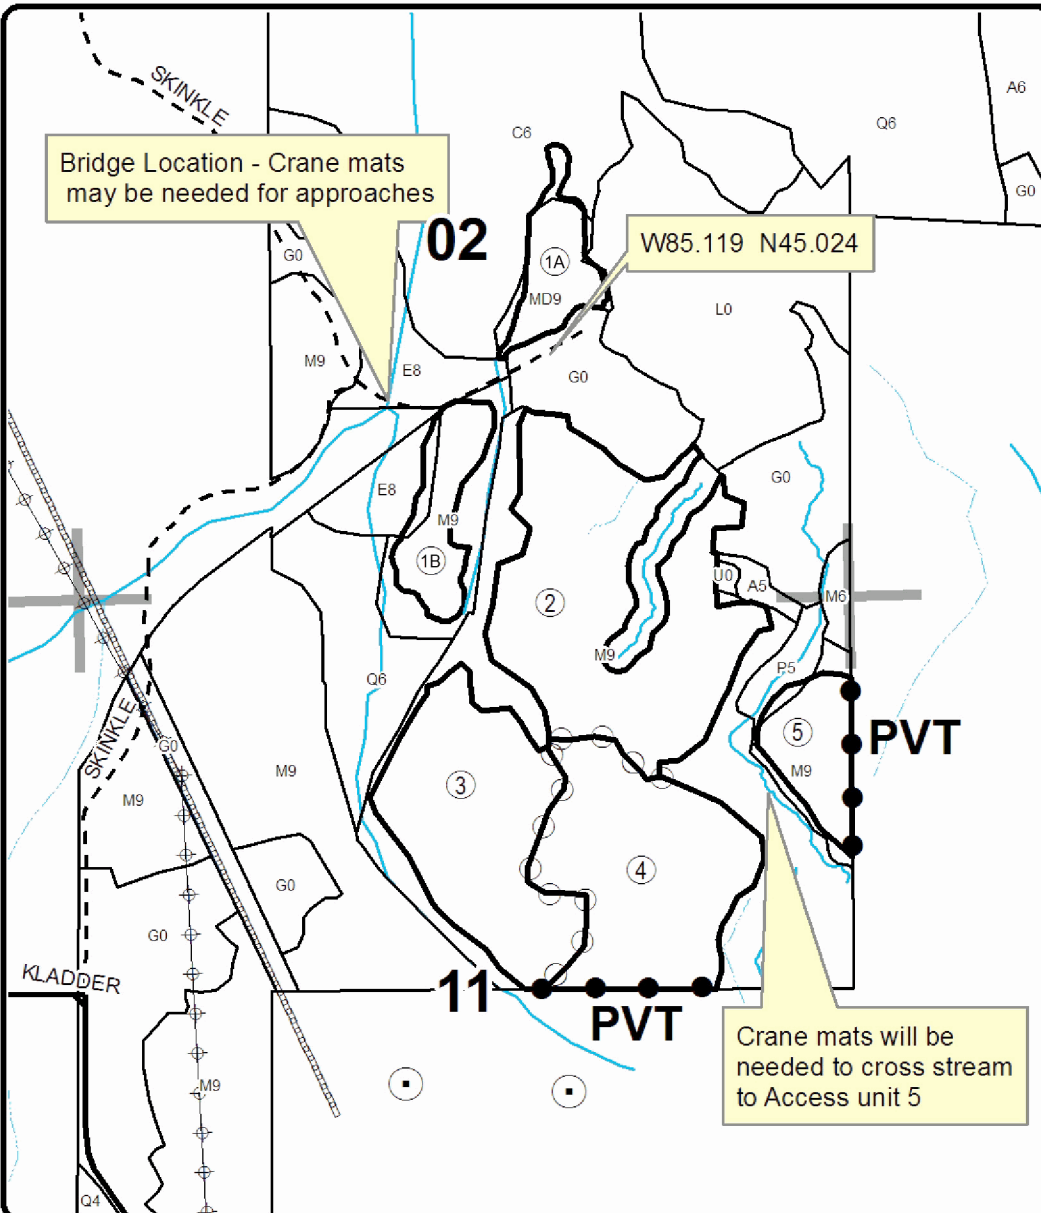 SKINKLE
A6
Q6
C6
Bridge Location - Crane mats
may be needed for approaches
G0
02
W85.119 N45.024
1A
G0
MD9
L0
M9
E8
G0
G0
E8
M9
1B
U0
A5
M6
2
M9
P5
Q6
SKINKLE
5
PVT
G0
M9
M9
3
M9
4
G0
G0
KLADDER
11
PVT
Crane mats will be
needed to cross stream
to Access unit 5
M9
Q4